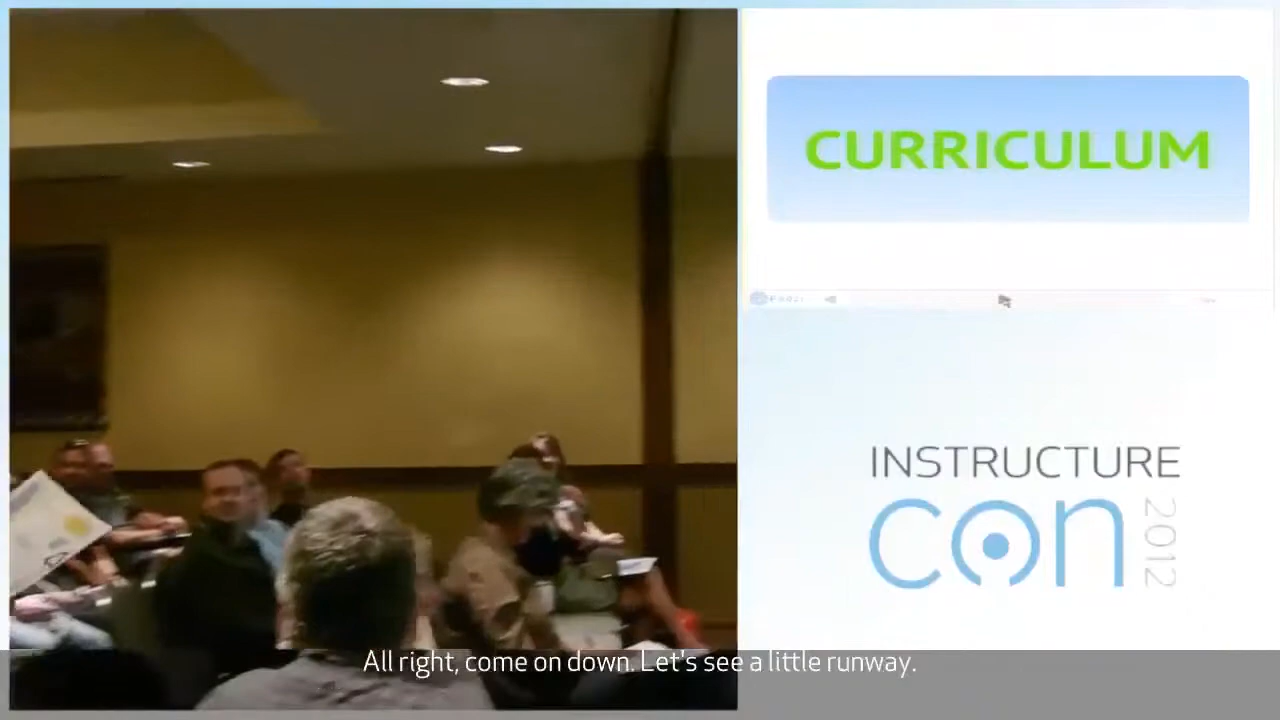 CURRICULUM
INSTRUCTURE
con 2012
All right, come on down. Let's see a little runway.